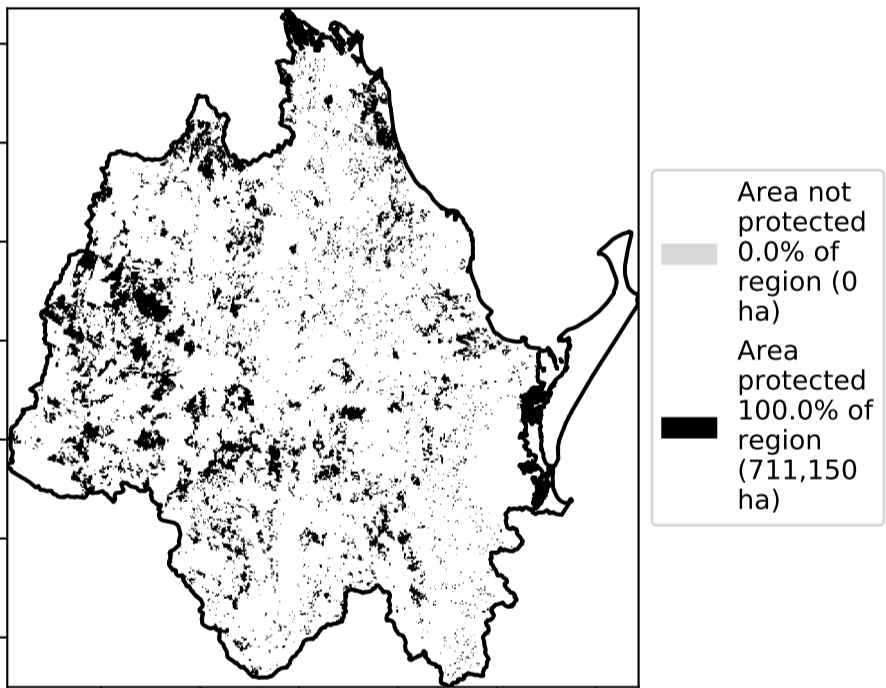 Area not
protected
0.0% of
region (0
ha)
Area
protected
100.0% of
region
(711,150
ha)